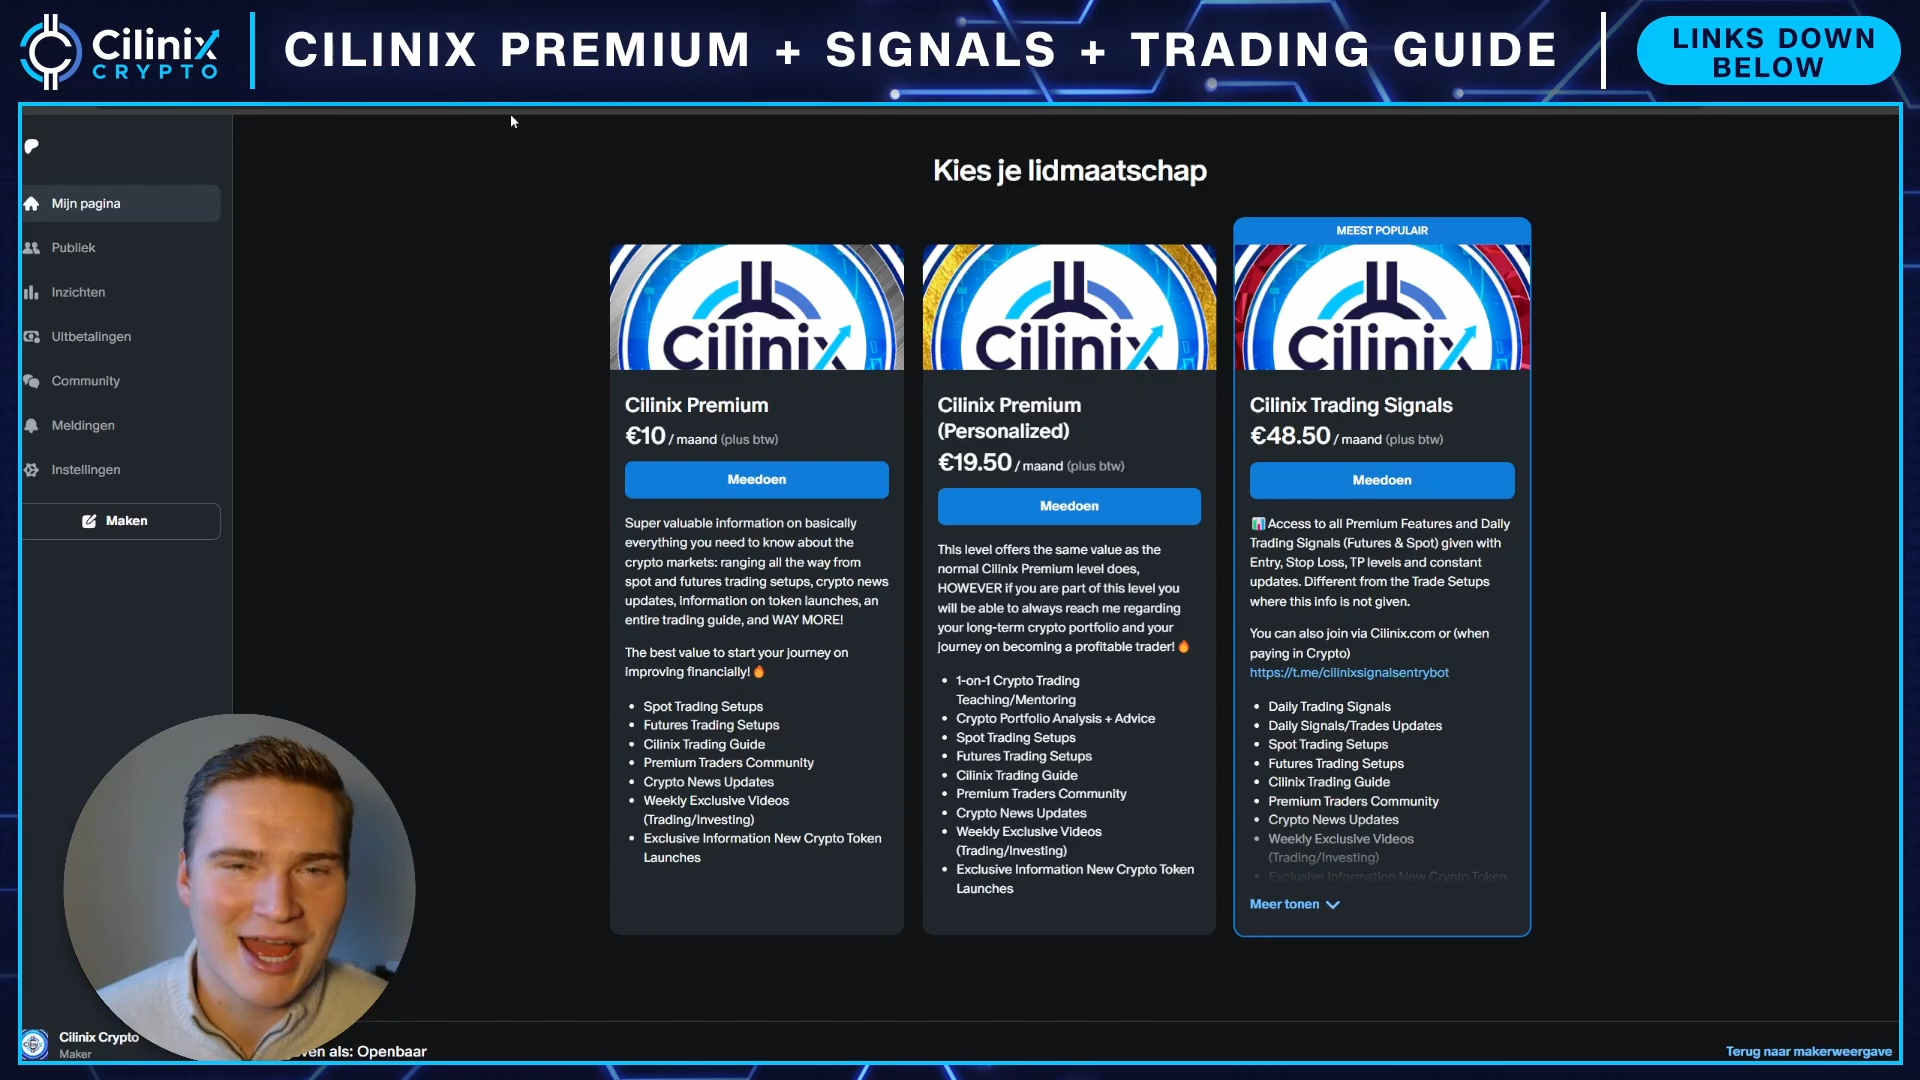 Cilinix
CRYPTO
CILINIX PREMIUM + SIGNALS + TRADING GUIDE
LINKS DOWN
BELOW
Mijn pagina
Publiek
Inzichten
Uitbetalingen
Community
Meldingen
Instellingen
Maken
Cilinix Crypto
Maker
Kies je lidmaatschap
Cilinix
Cilinix Premium
€10 / maand (plus btw)
Meedoen
Super valuable information on basically
everything you need to know about the
crypto markets: ranging all the way from
spot and futures trading setups, crypto news
updates, information on token launches, an
entire trading guide, and WAY MORE!
The best value to start your journey on
improving financially!🔥
• Spot Trading Setups
• Futures Trading Setups
• Cilinix Trading Guide
• Premium Traders Community
• Crypto News Updates
• Weekly Exclusive Videos
(Trading/Investing)
• Exclusive Information New Crypto Token
Launches
Cilinix
Cilinix Premium
(Personalized)
€19.50 / maand (plus btw)
Meedoen
This level offers the same value as the
normal Cilinix Premium level does,
HOWEVER if you are part of this level you
will be able to always reach me regarding
your long-term crypto portfolio and your
journey on becoming a profitable trader!🔥
• 1-on-1 Crypto Trading
Teaching/Mentoring
• Crypto Portfolio Analysis + Advice
• Spot Trading Setups
• Futures Trading Setups
• Cilinix Trading Guide
• Premium Traders Community
• Crypto News Updates
• Weekly Exclusive Videos
(Trading/Investing)
• Exclusive Information New Crypto Token
Launches
MEEST POPULAIR
Cilinix
Cilinix Trading Signals
€48.50 / maand (plus btw)
Meedoen
📊Access to all Premium Features and Daily
Trading Signals (Futures & Spot) given with
Entry, Stop Loss, TP levels and constant
updates. Different from the Trade Setups
where this info is not given.
You can also join via Cilinix.com or (when
paying in Crypto)
https://t.me/cilinixsignalsentrybot
• Daily Trading Signals
• Daily Signals/Trades Updates
• Spot Trading Setups
• Futures Trading Setups
• Cilinix Trading Guide
• Premium Traders Community
• Crypto News Updates
• Weekly Exclusive Videos
(Trading/Investing)
• Exclusive Information New Crypto Token
Meer tonen
als: Openbaar
Terug naar makerweergave